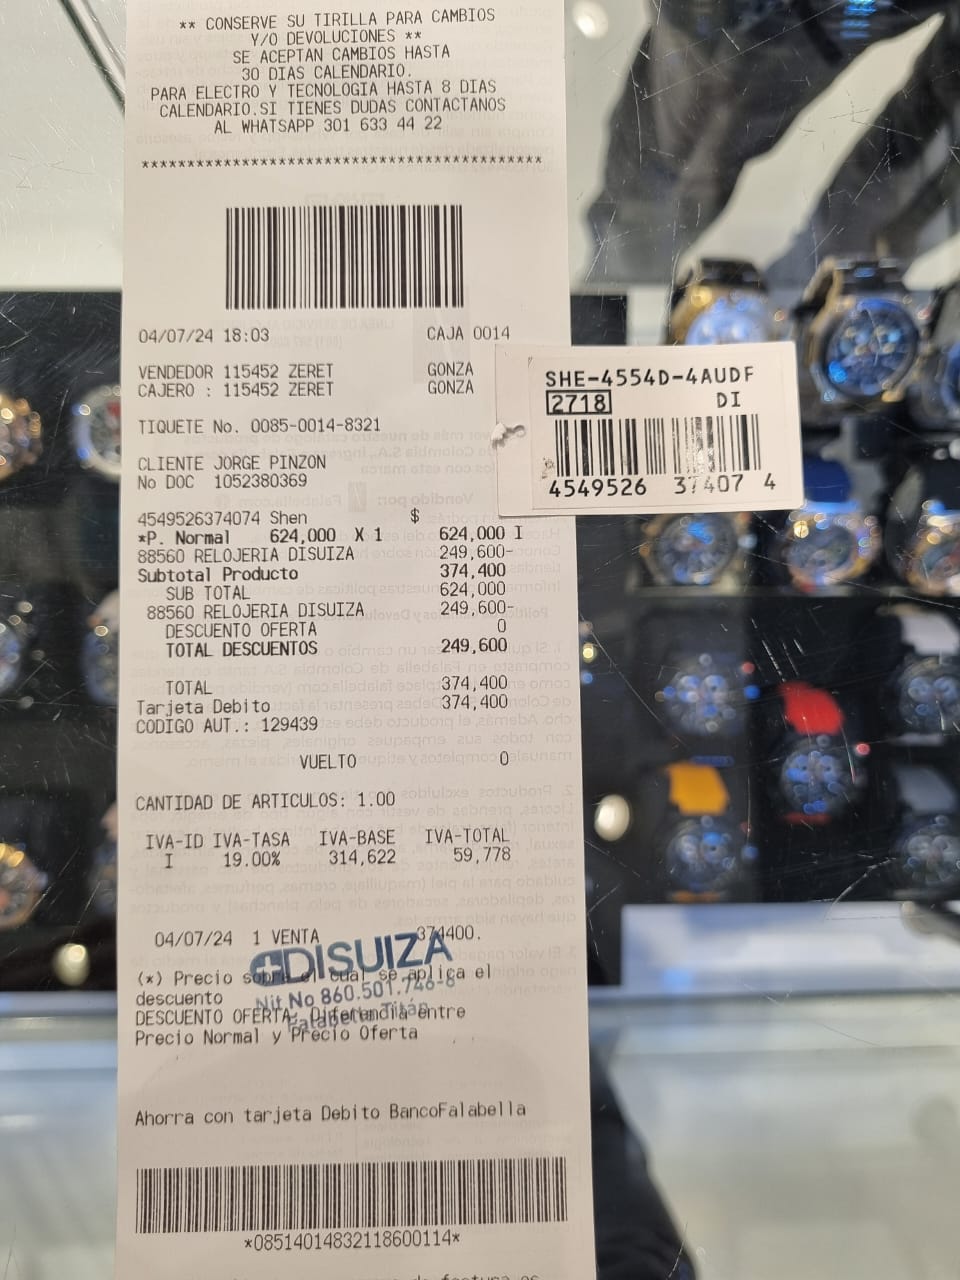 ** CONSERVE SU TIRILLA PARA CAMBIOS
Y/O DEVOLUCIONES **
SE ACEPTAN CAMBIOS HASTA
30 DIAS CALENDARIO.
PARA ELECTRO Y TECNOLOGIA HASTA 8 DIAS
CALENDARIO.SI TIENES DUDAS CONTACTANOS
AL WHATSAPP 301 633 44 22
*******************************************
04/07/24 18:03 CAJA 0014
VENDEDOR 115452 ZERET GONZA
CAJERO : 115452 ZERET GONZA
TIQUETE No. 0085-0014-8321
CLIENTE JORGE PINZON
No DOC 1052380369
$
4549526374074 Shen
*P. Normal 624,000 X 1 624,000 I
88560 RELOJERIA DISUIZA 249,600-
Subtotal Producto 374,400
SUB TOTAL 624,000
88560 RELOJERIA DISUIZA 249,600-
DESCUENTO OFERTA 0
TOTAL DESCUENTOS 249,600
TOTAL 374,400
Tarjeta Debito 374,400
CODIGO AUT.: 129439
VUELTO 0
CANTIDAD DE ARTICULOS: 1.00
IVA-ID IVA-TASA IVA-BASE IVA-TOTAL
I 19.00% 314,622 59,778
04/07/24 1 VENTA 374400.
DISUIZA
Nit.No 860.501.746-8
Falabella Titán
(*) Precio sobre el cual se aplica el
descuento
DESCUENTO OFERTA: Diferencia entre
Precio Normal y Precio Oferta
Ahorra con tarjeta Debito BancoFalabella
*08514014832118600114*
SHE-4554D-4AUDF
2718 DI
4549526 37407 4